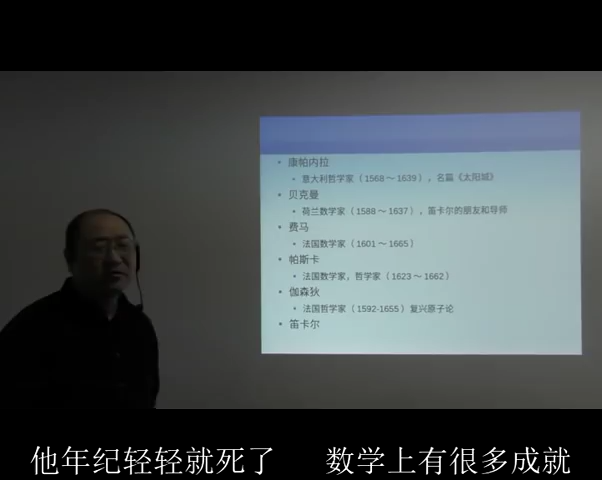 康帕内拉
意大利哲学家（1568～1639），名篇《太阳城》
贝克曼
荷兰数学家（1588～1637），笛卡尔的朋友和导师
费马
法国数学家（1601～1665）
帕斯卡
法国数学家，哲学家（1623～1662）
伽森狄
法国哲学家（1592-1655）复兴原子论
笛卡尔
他年纪轻轻就死了 数学上有很多成就